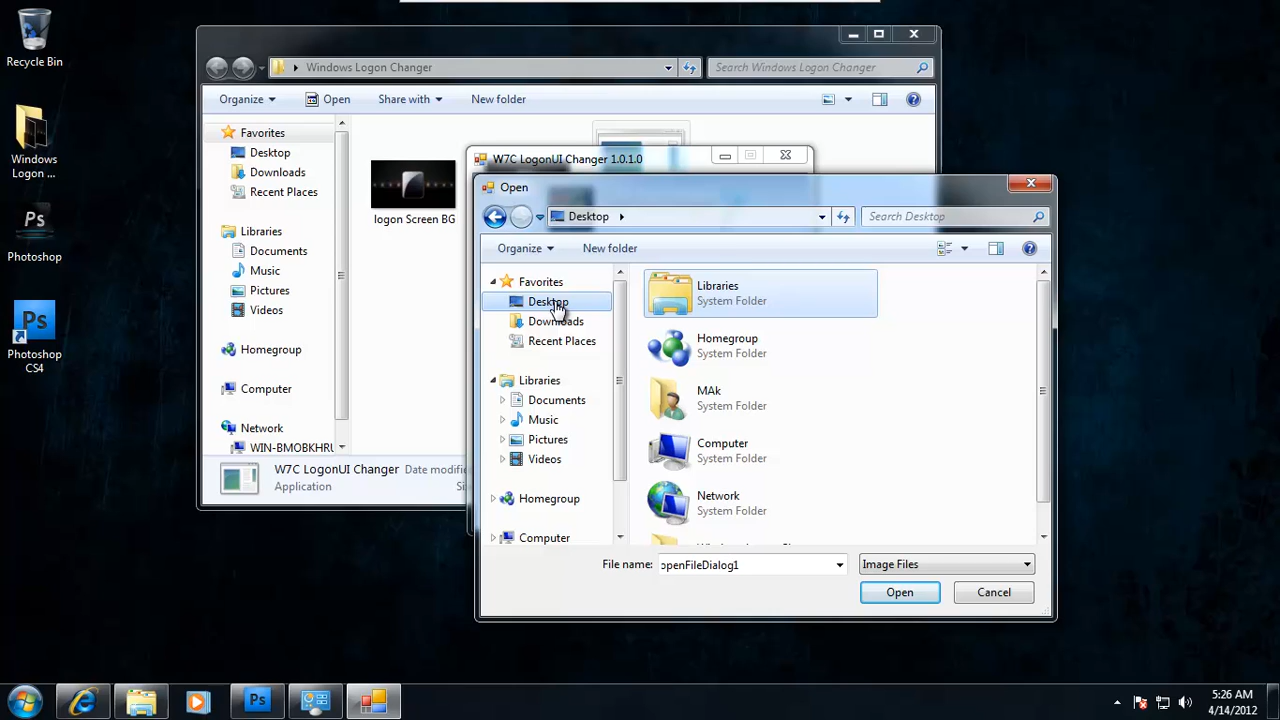 Recycle Bin
Windows
Logon ...
Photoshop
Photoshop
CS4
Windows Logon Changer
Search Windows Logon Changer
Organize
Open
Share with
New folder
Favorites
Desktop
Downloads
Recent Places
Libraries
Documents
Music
Pictures
Videos
Homegroup
Computer
Network
WIN-BMOBKHRU
logon Screen BG
W7C LogonUI Changer
Date modifie
Application
W7C LogonUI Changer 1.0.1.0
Open
Desktop
Search Desktop
Organize
New folder
Favorites
Desktop
Downloads
Recent Places
Libraries
Documents
Music
Pictures
Videos
Homegroup
Computer
Libraries
System Folder
Homegroup
System Folder
MAk
System Folder
Computer
System Folder
Network
System Folder
File name:
openFileDialog1
Image Files
Open
Cancel
5:26 AM
4/14/2012